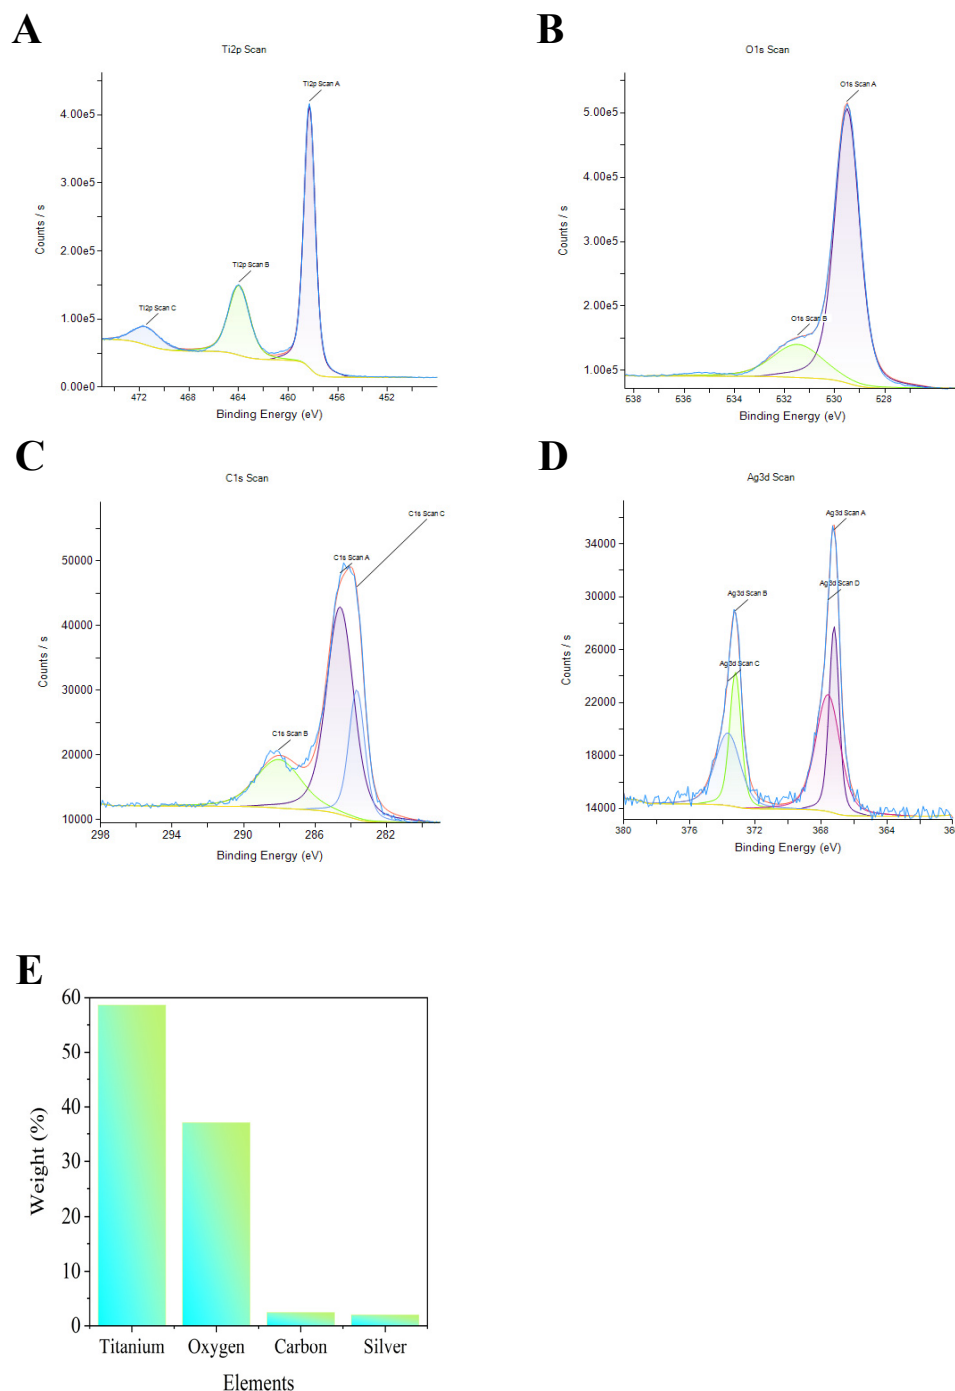 A
Ti2p Scan
Ti2p Scan A
4.00e5
3.00e5
Counts / s
2.00e5
Ti2p Scan B
Ti2p Scan C
1.00e5
0.00e0
472 468 464 460 456 452
Binding Energy (eV)
B
O1s Scan
O1s Scan A
5.00e5
4.00e5
Counts / s
3.00e5
2.00e5
O1s Scan B
1.00e5
538 536 534 532 530 528
Binding Energy (eV)
C
C1s Scan
C1s Scan C
C1s Scan A
50000
40000
Counts / s
30000
C1s Scan B
20000
10000
298 294 290 286 282
Binding Energy (eV)
D
Ag3d Scan
Ag3d Scan A
34000
Ag3d Scan D
Ag3d Scan B
30000
26000
Counts / s
Ag3d Scan C
22000
18000
14000
380 376 372 368 364 36
Binding Energy (eV)
E
60
50
40
30
20
10
0
Weight (%)
Titanium Oxygen Carbon Silver
Elements